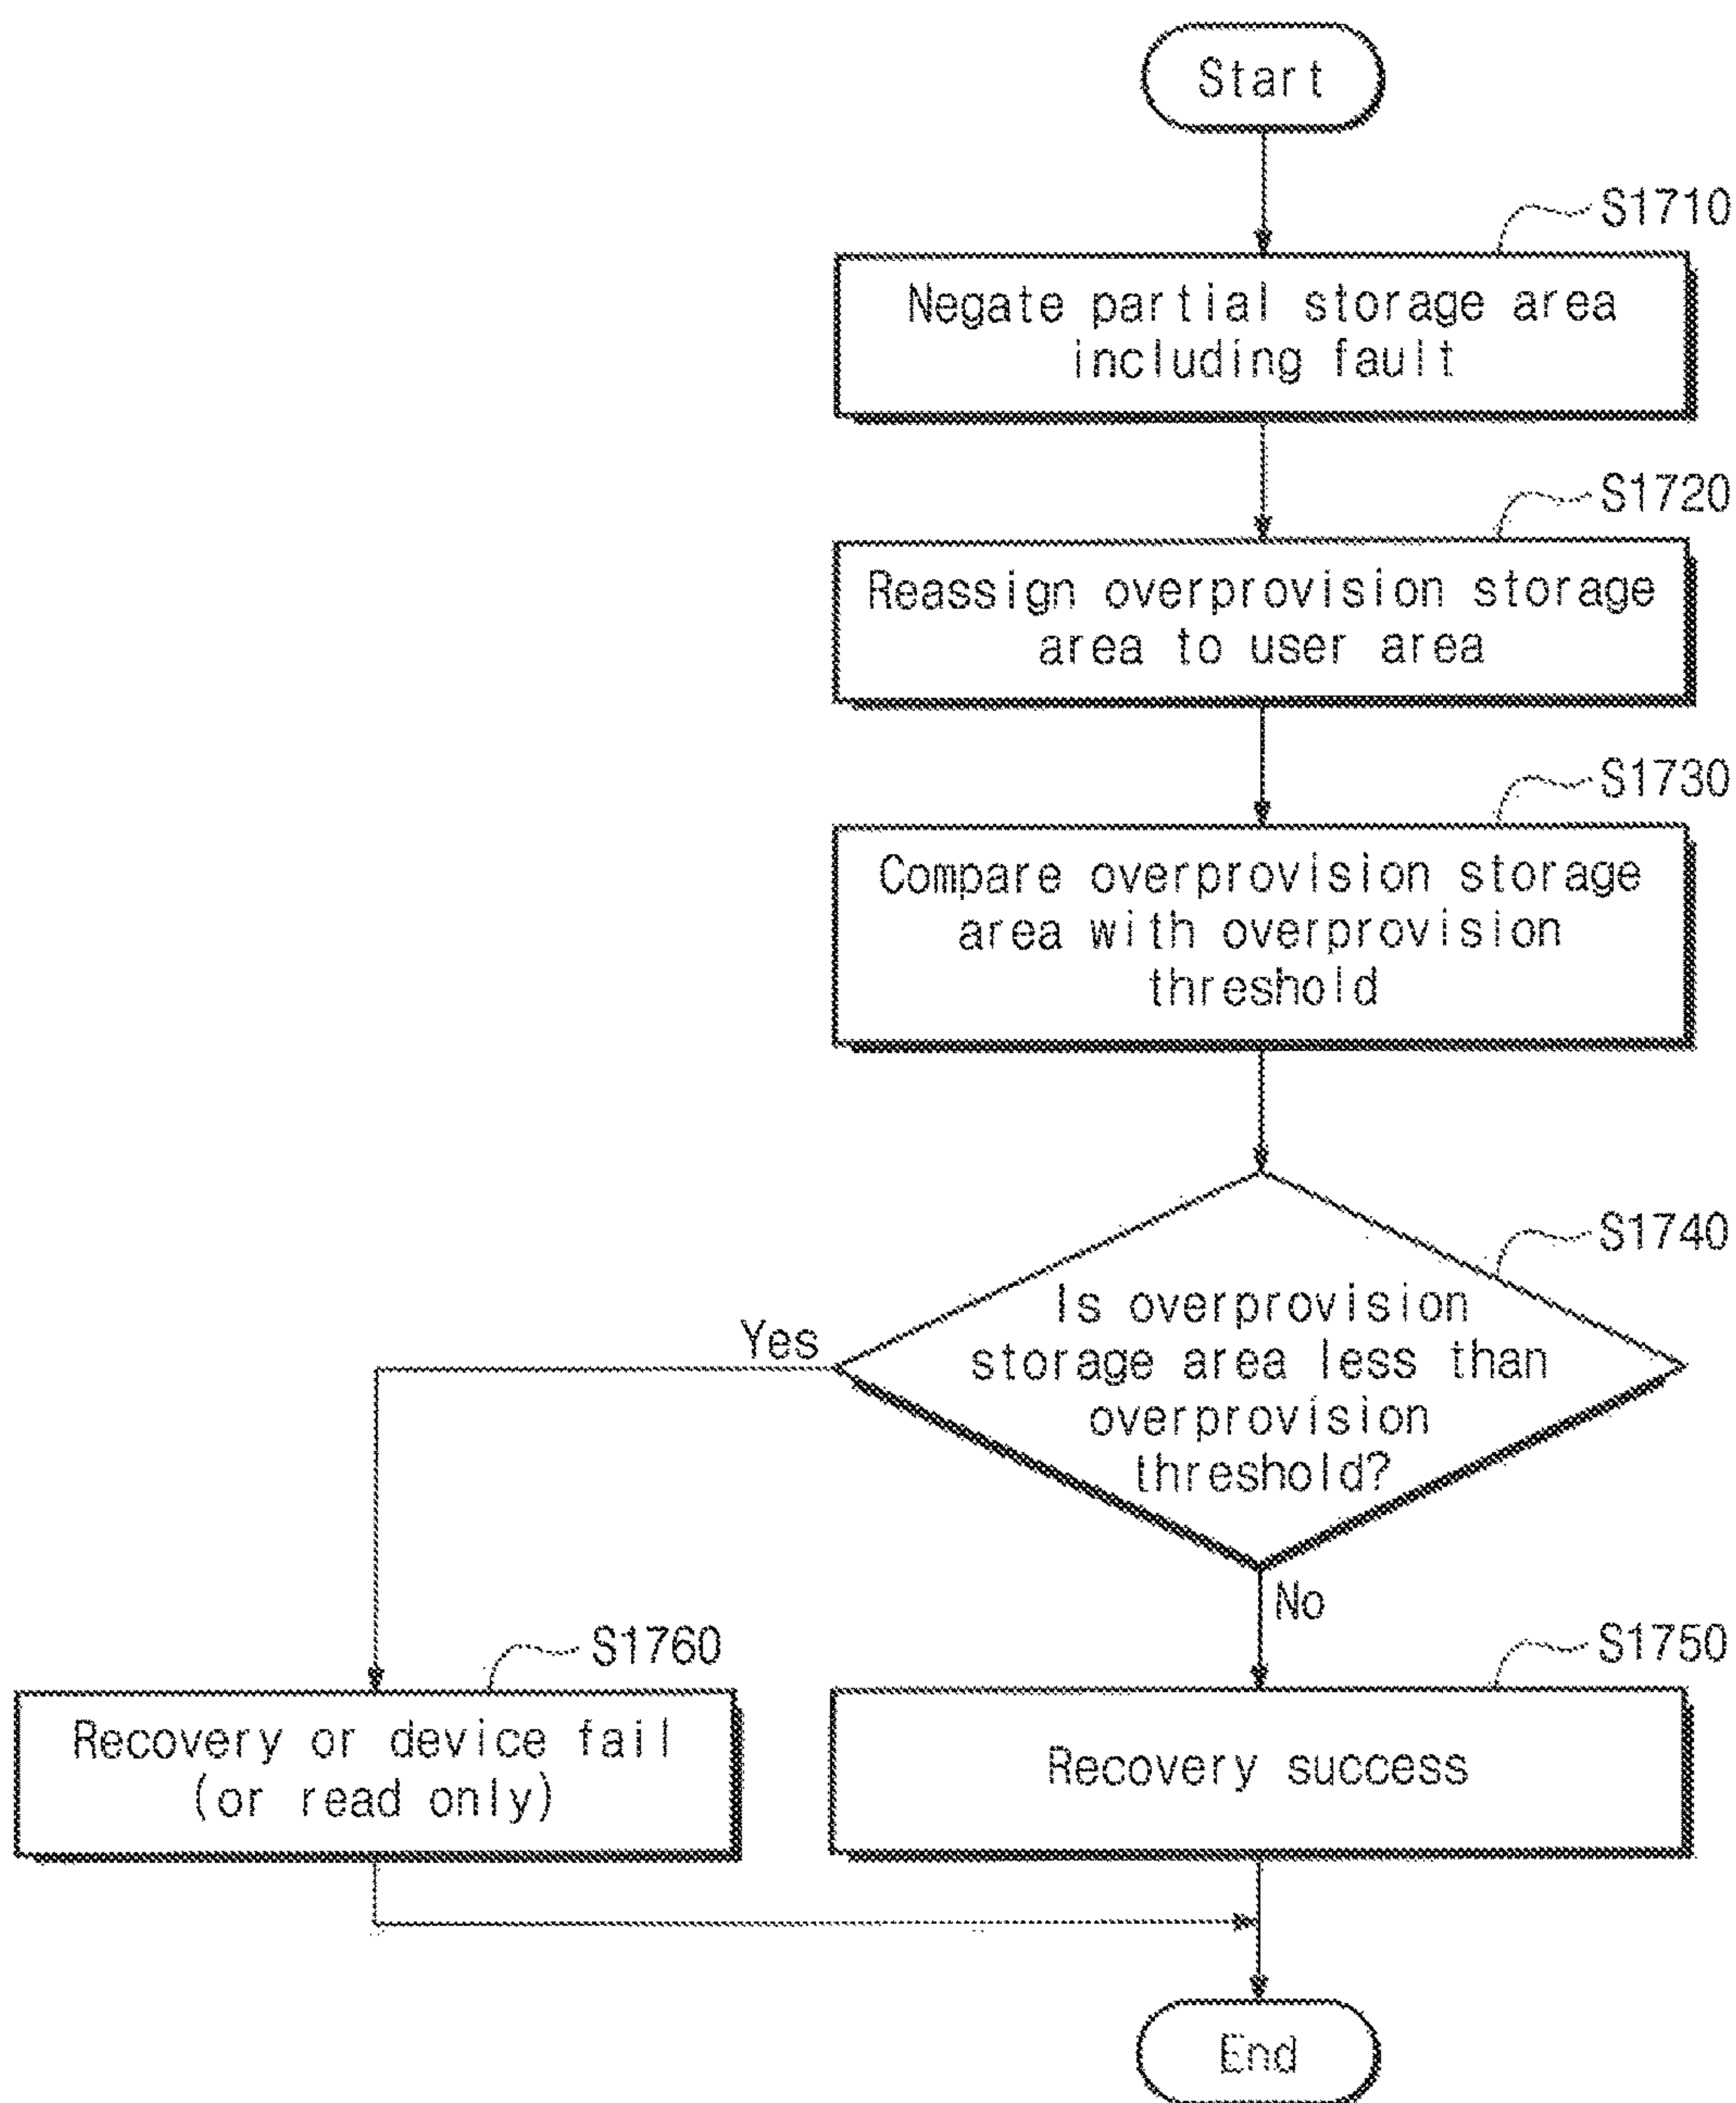 Start
S1710
Negate partial storage area
including fault
S1720
Reassign overprovision storage
area to user area
S1730
Compare overprovision storage
area with overprovision
threshold
S1740
Is overprovision
storage area less than
overprovision
threshold?
Yes
No
S1760
Recovery or device fail
(or read only)
S1750
Recovery success
End